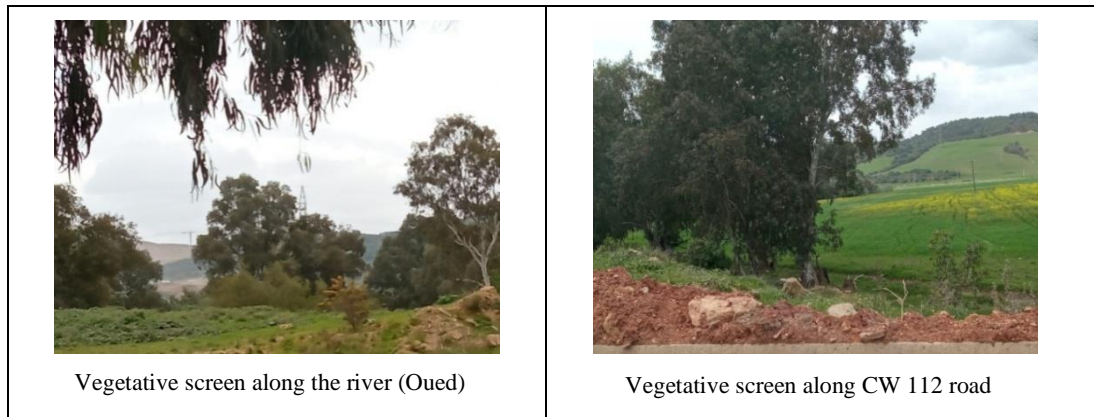 Vegetative screen along the river (Oued)
Vegetative screen along CW 112 road